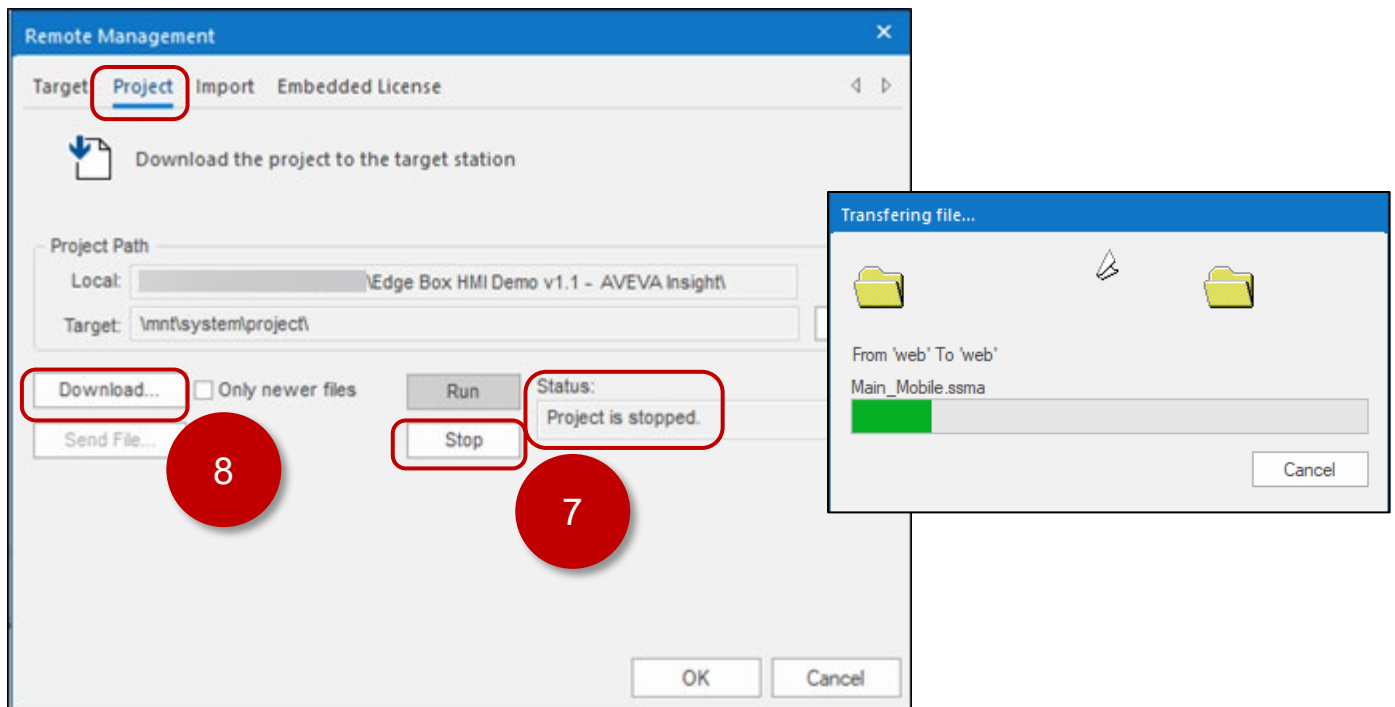 Remote Management
Target Project Import Embedded License
Download the project to the target station
Project Path
Local: \Edge Box HMI Demo v1.1 - AVEVA Insight\
Target: \mnt\system\project\
Download... Only newer files Run Status:
Project is stopped.
Send File... Stop
8
7
OK Cancel
Transfering file...
From 'web' To 'web'
Main_Mobile.ssma
Cancel